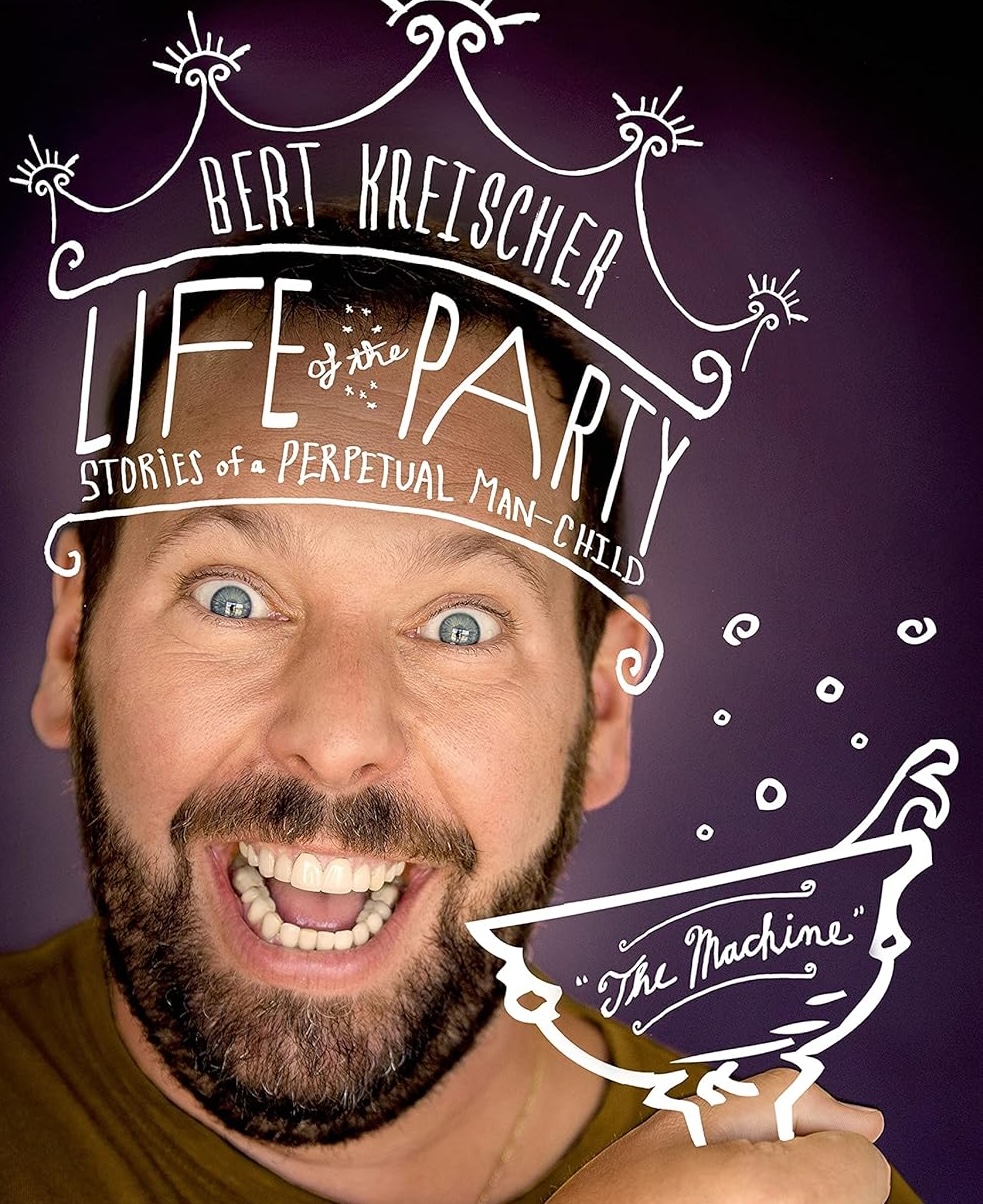 BERT KREISCHER
LIFE of the PARTY
STORIES of a PERPETUAL MAN-CHILD
"The Machine"